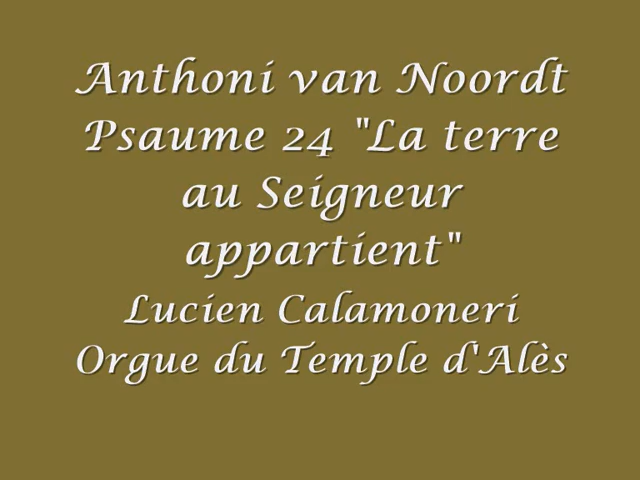 Anthoni van Noordt
Psaume 24 "La terre
au Seigneur
appartient"
Lucien Calamoneri
Orgue du Temple d'Alès